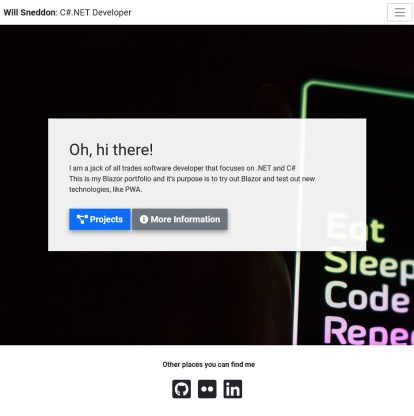 Will Sneddon: C#.NET Developer
Oh, hi there!
I am a jack of all trades software developer that focuses on .NET and C#
This is my Blazor portfolio and it's purpose is to try out Blazor and test out new
technologies, like PWA.
Projects
More Information
Eat
Sleep
Code
Repea
Other places you can find me
in